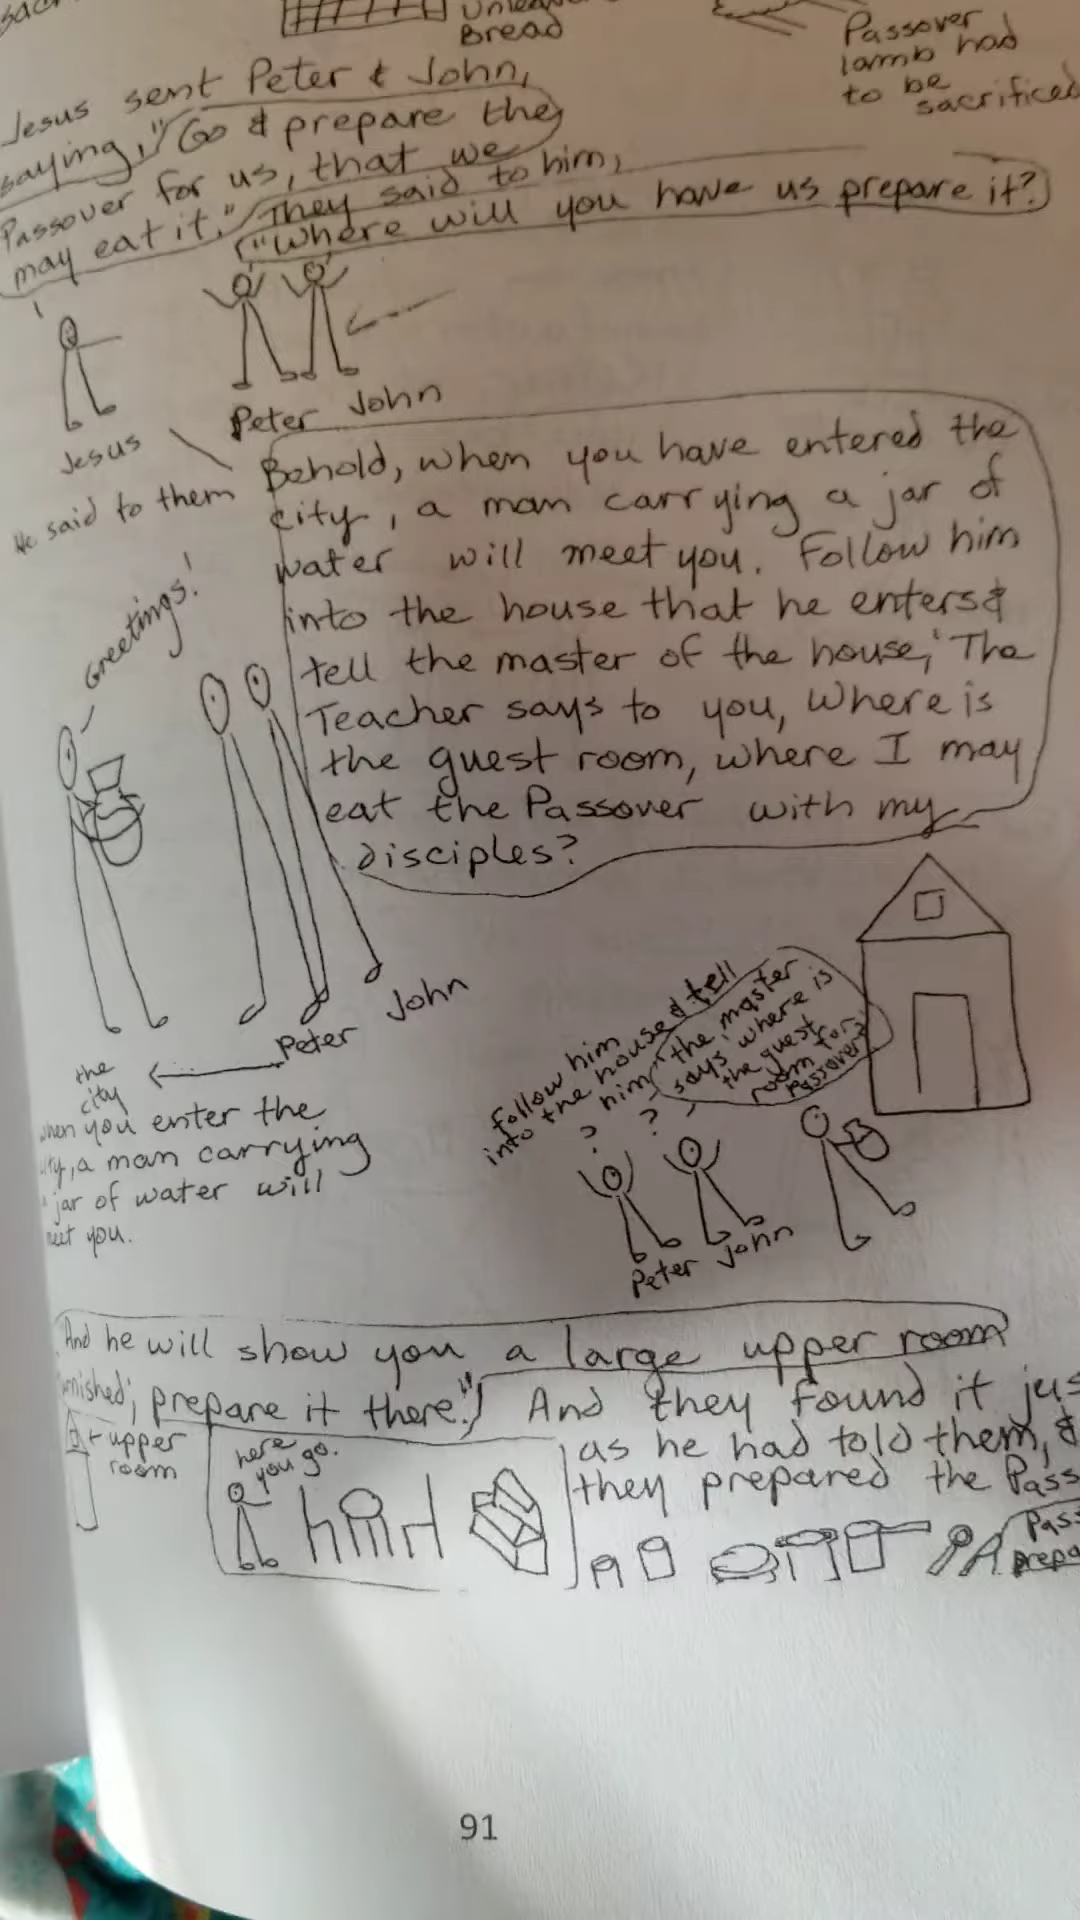 Bread
Passover
lamb had
to be
sacrificed
Jesus sent Peter & John,
saying, "Go & prepare the
Passover for us, that we
may eat it." They said to him,
"Where will you have us prepare it?
Jesus
Peter John
He said to them
Behold, when you have entered the
city, a man carrying a jar of
water will meet you. Follow him
into the house that he enters &
tell the master of the house, 'The
Teacher says to you, Where is
the guest room, where I may
eat the Passover with my
disciples?
Greetings!
Peter John
the
city
when you enter the
city, a man carrying
a jar of water will
meet you.
follow him
into the house & tell
him "the master
says where is
the guest
room for
Passover?
? ?
Peter John
And he will show you a large upper room
furnished; prepare it there." And they found it jus
as he had told them, &
they prepared the Pass
upper
room
here
you go.
Pass
prepa
91